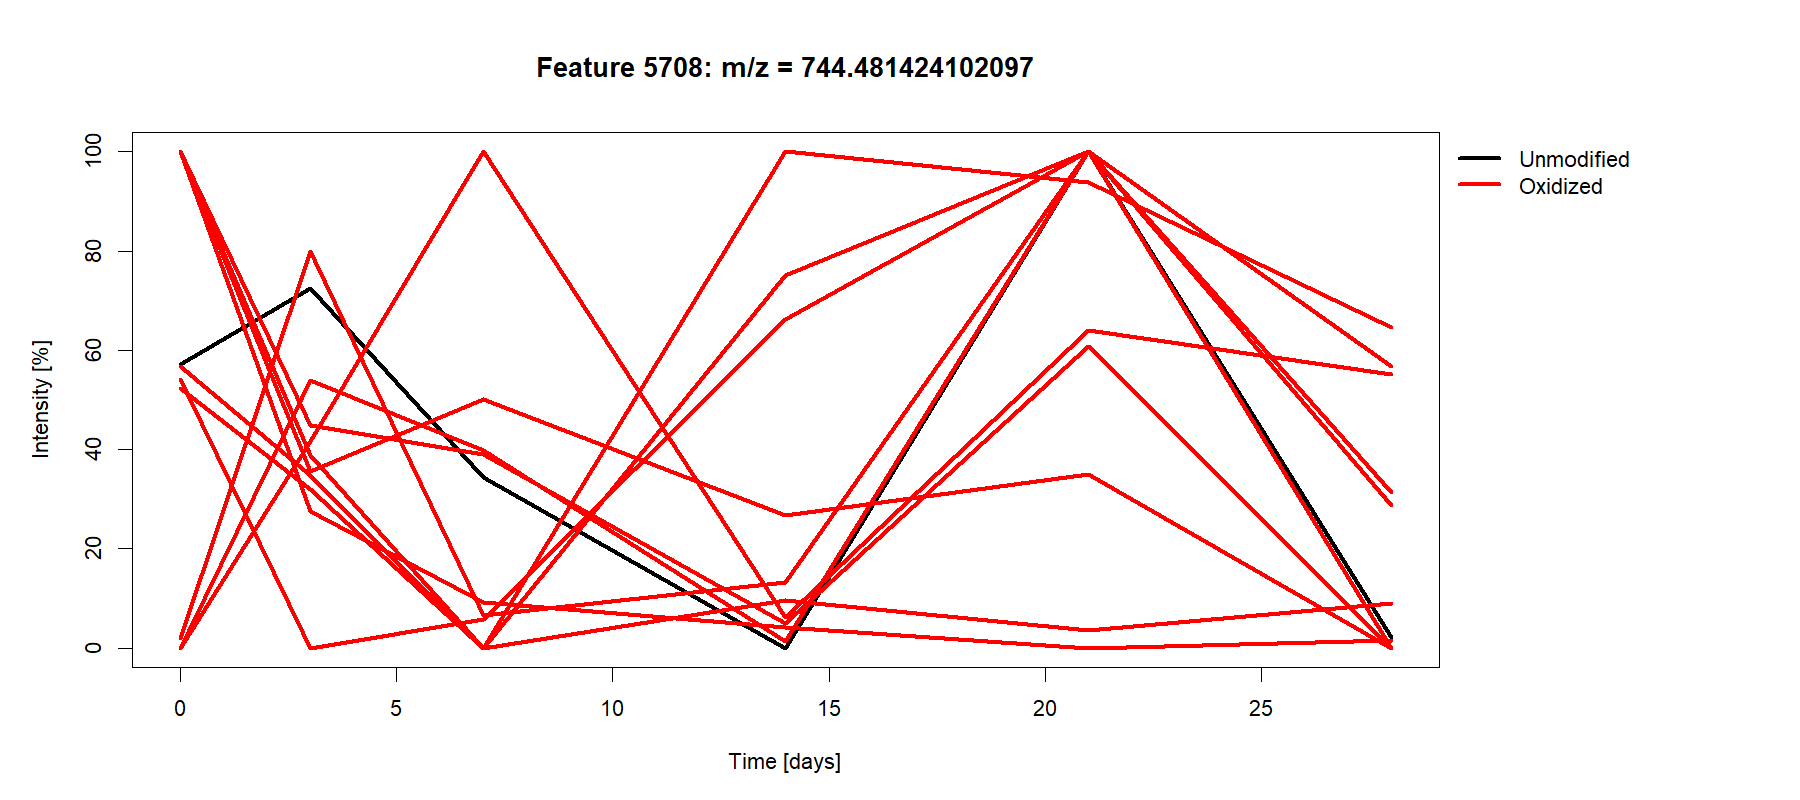 Feature 5708: m/z = 744.481424102097
Unmodified
Oxidized
Intensity [%]
100
80
60
40
20
0
0 5 10 15 20 25
Time [days]